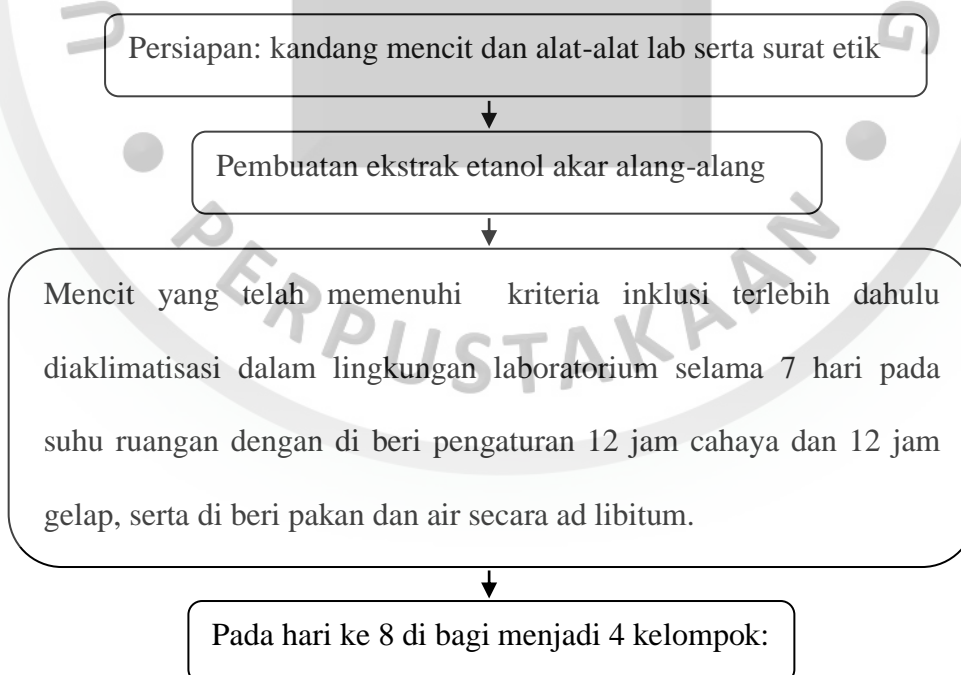 Persiapan: kandang mencit dan alat-alat lab serta surat etik
Pembuatan ekstrak etanol akar alang-alang
Mencit yang telah memenuhi kriteria inklusi terlebih dahulu
diaklimatisasi dalam lingkungan laboratorium selama 7 hari pada
suhu ruangan dengan di beri pengaturan 12 jam cahaya dan 12 jam
gelap, serta di beri pakan dan air secara ad libitum.
Pada hari ke 8 di bagi menjadi 4 kelompok:
PERPUSTAKAAN
U
G